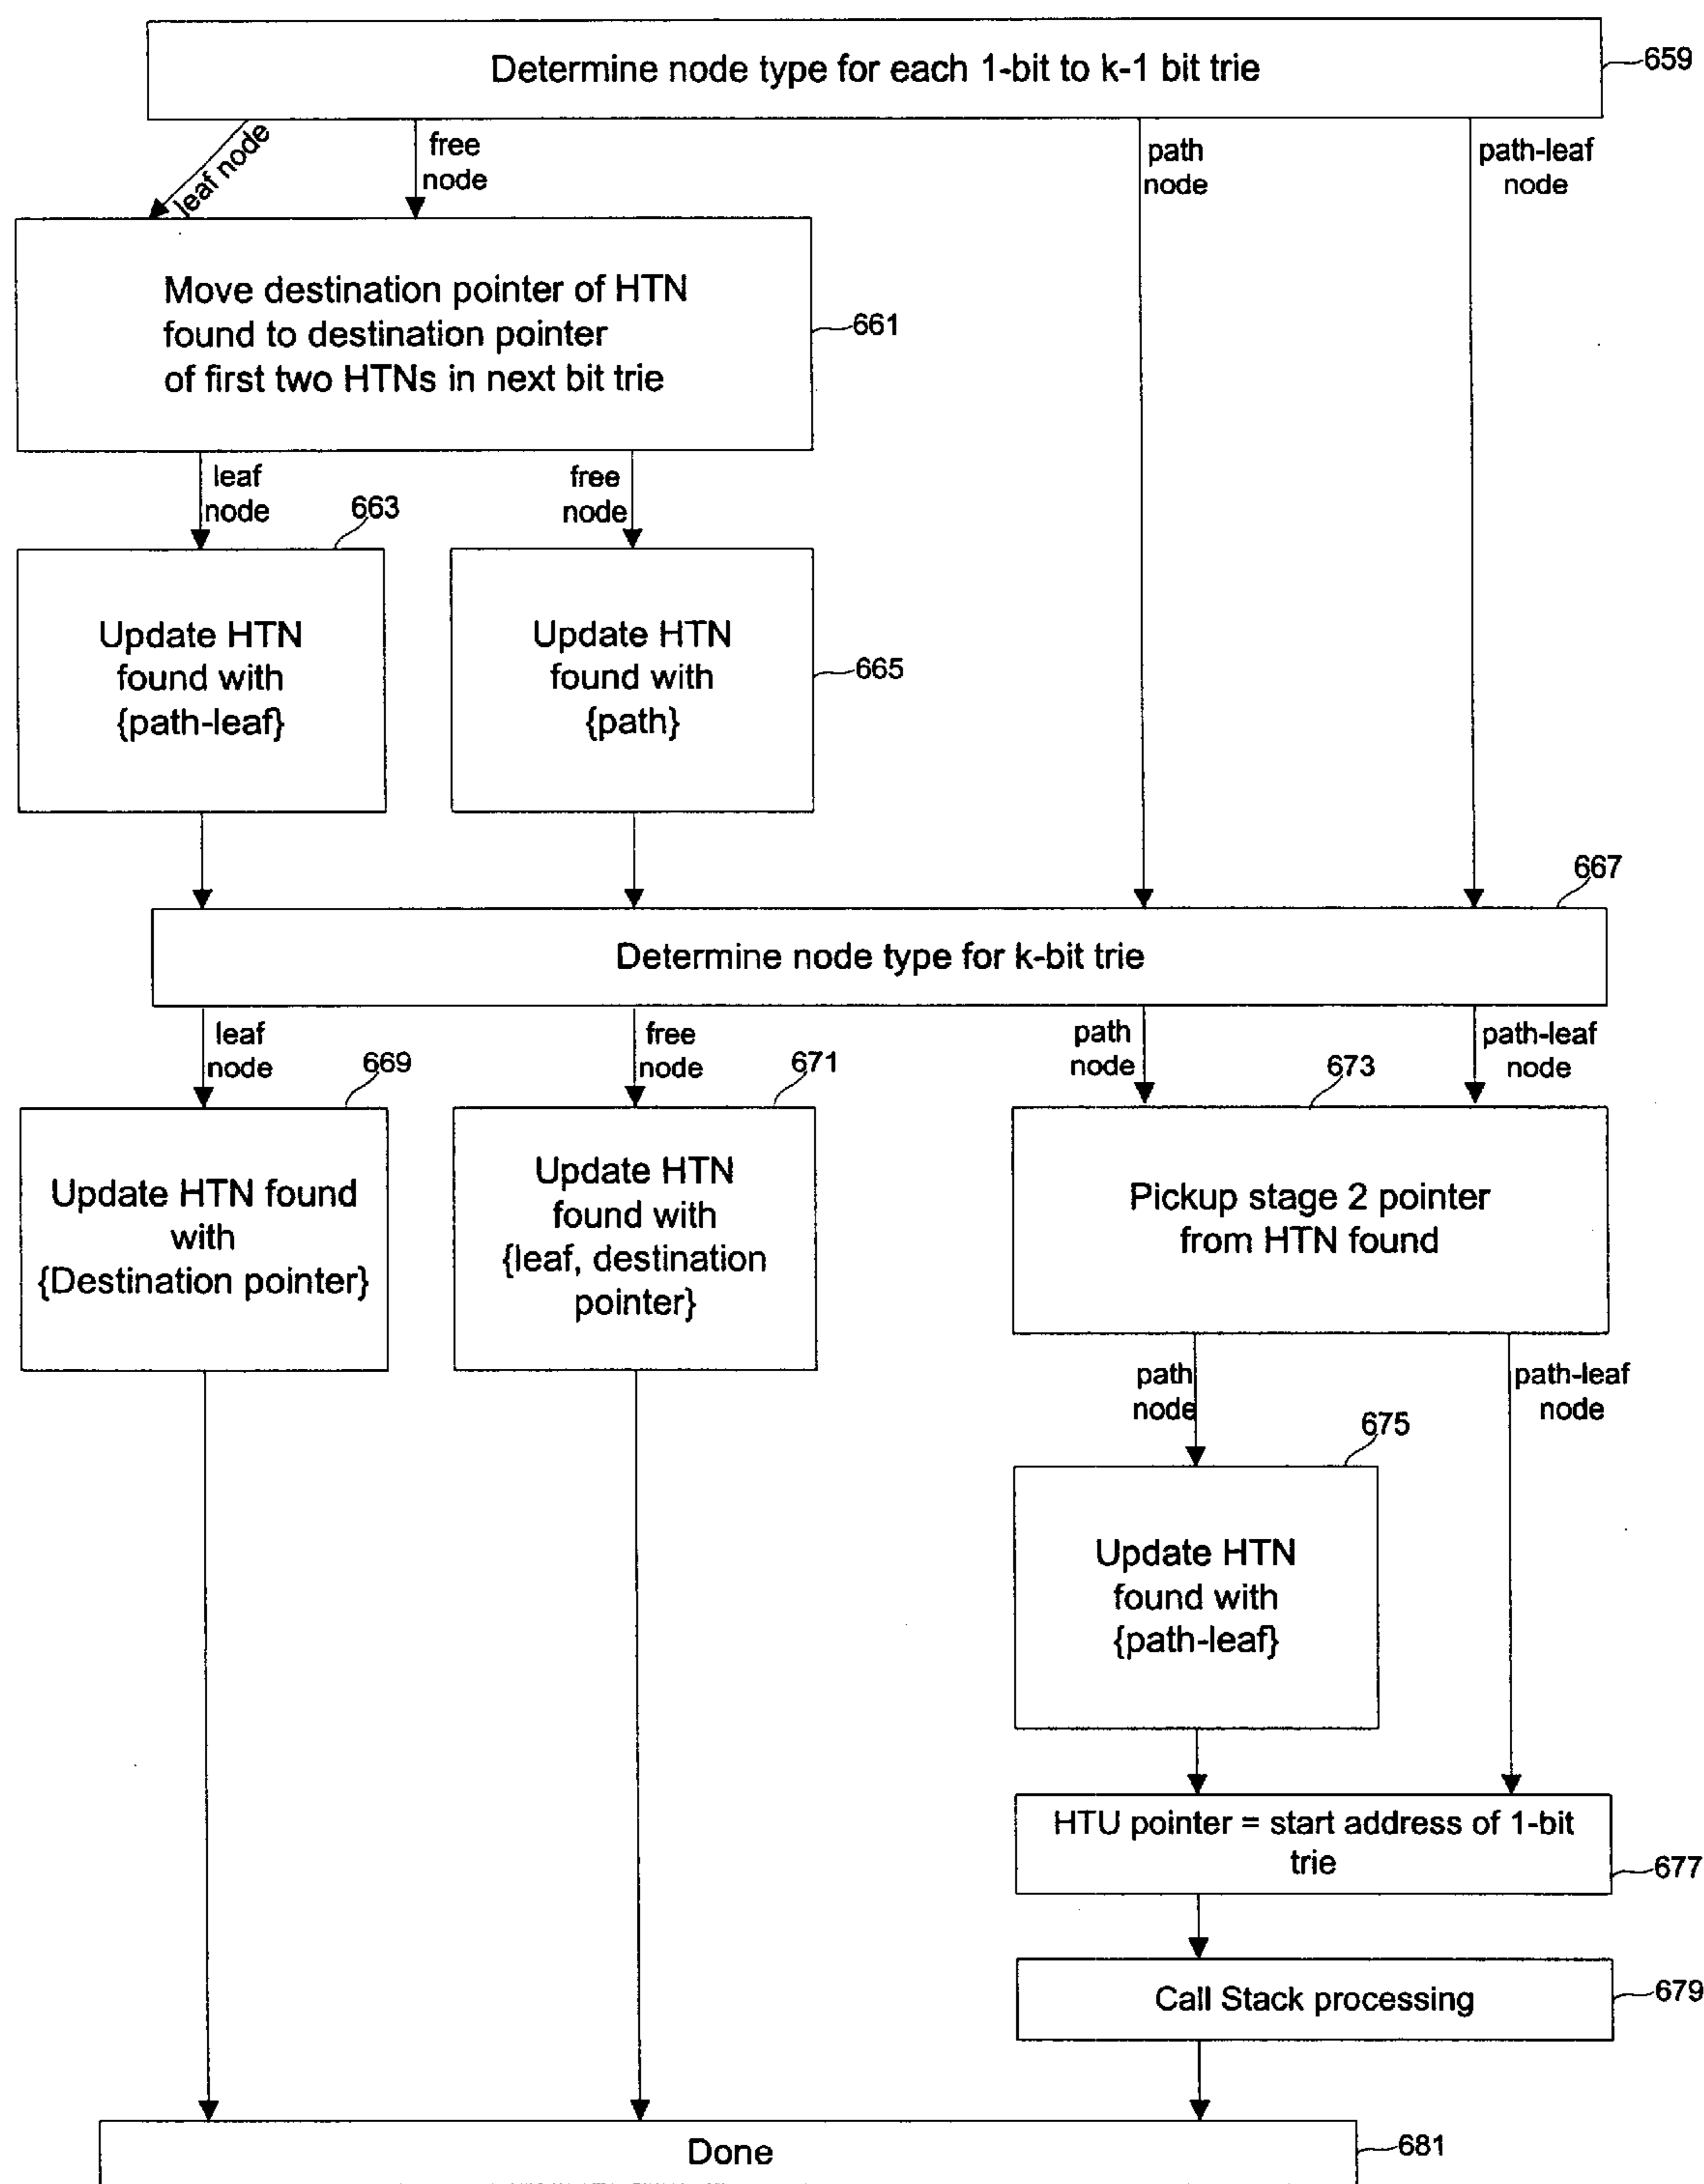 Determine node type for each 1-bit to k-1 bit trie
659
leaf node
free
node
path
node
path-leaf
node
Move destination pointer of HTN
found to destination pointer
of first two HTNs in next bit trie
661
leaf
node
free
node
663
Update HTN
found with
{path-leaf}
Update HTN
found with
{path}
665
667
Determine node type for k-bit trie
leaf
node
free
node
path
node
path-leaf
node
669
671
673
Update HTN found
with
{Destination pointer}
Update HTN
found with
{leaf, destination
pointer}
Pickup stage 2 pointer
from HTN found
path
node
path-leaf
node
675
Update HTN
found with
{path-leaf}
HTU pointer = start address of 1-bit
trie
677
Call Stack processing
679
Done
681